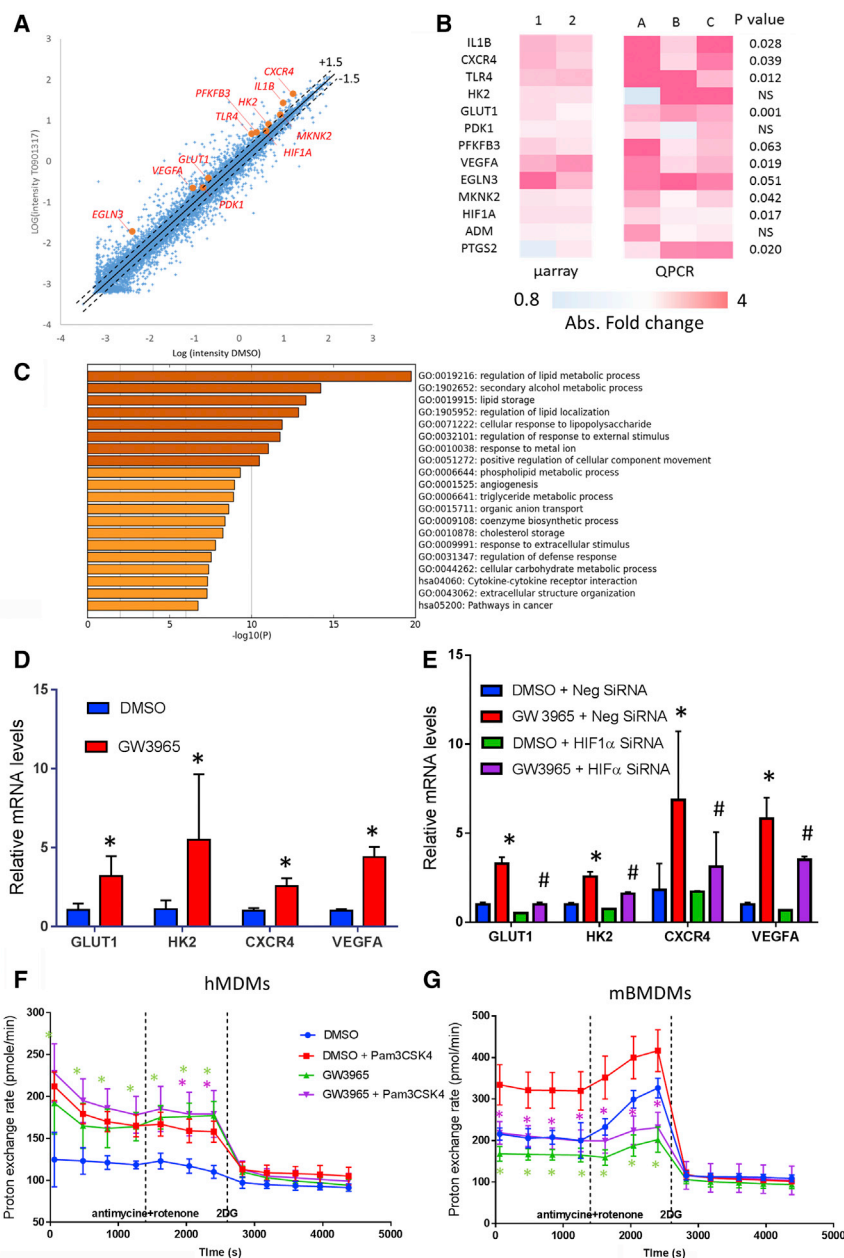 A
LOG(intensity T0901317)
3
2
1
0
-1
-2
-3
-4
-4
-3
-2
-1
0
1
2
3
Log (intensity DMSO)
+1.5
-1.5
CXCR4
IL1B
PFKFB3
HK2
TLR4
MKNK2
HIF1A
GLUT1
VEGFA
PDK1
EGLN3
B
1 2 A B C P value
IL1B 0.028
CXCR4 0.039
TLR4 0.012
HK2 NS
GLUT1 0.001
PDK1 NS
PFKFB3 0.063
VEGFA 0.019
EGLN3 0.051
MKNK2 0.042
HIF1A 0.017
ADM NS
PTGS2 0.020
µarray QPCR
0.8 4
Abs. Fold change
C
GO:0019216: regulation of lipid metabolic process
GO:1902652: secondary alcohol metabolic process
GO:0019915: lipid storage
GO:1905952: regulation of lipid localization
GO:0071222: cellular response to lipopolysaccharide
GO:0032101: regulation of response to external stimulus
GO:0010038: response to metal ion
GO:0051272: positive regulation of cellular component movement
GO:0006644: phospholipid metabolic process
GO:0001525: angiogenesis
GO:0006641: triglyceride metabolic process
GO:0015711: organic anion transport
GO:0009108: coenzyme biosynthetic process
GO:0010878: cholesterol storage
GO:0009991: response to extracellular stimulus
GO:0031347: regulation of defense response
GO:0044262: cellular carbohydrate metabolic process
hsa04060: Cytokine-cytokine receptor interaction
GO:0043062: extracellular structure organization
hsa05200: Pathways in cancer
0 5 10 15 20
-log10(P)
D
Relative mRNA levels
15
10
5
0
DMSO
GW3965
* * * *
GLUT1 HK2 CXCR4 VEGFA
E
Relative mRNA levels
15
10
5
0
DMSO + Neg SiRNA
GW 3965 + Neg SiRNA
DMSO + HIF1α SiRNA
GW3965 + HIFα SiRNA
* # * # * # * #
GLUT1 HK2 CXCR4 VEGFA
F
hMDMs
Proton exchange rate (pmole/min)
300
250
200
150
100
50
DMSO
DMSO + Pam3CSK4
GW3965
GW3965 + Pam3CSK4
* * * * * * *
* *
antimycine+rotenone 2DG
0 1000 2000 3000 4000 5000
TIme (s)
G
mBMDMs
Proton exchange rate (pmol/min)
500
400
300
200
100
0
* * * * * * *
* * * * * * *
antimycine+rotenone 2DG
0 1000 2000 3000 4000 5000
TIme (s)